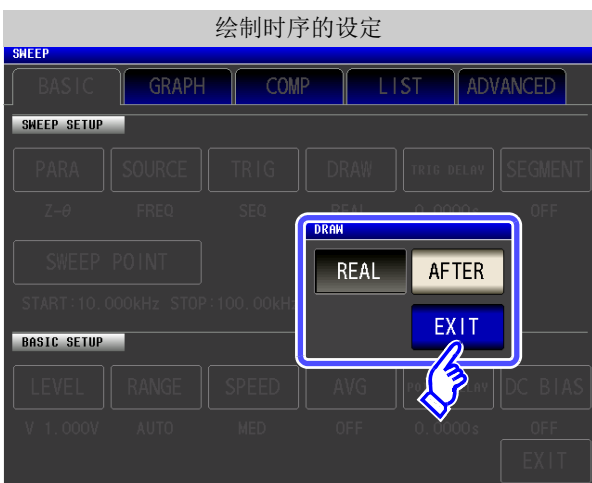 绘制时序的设定
SWEEP
BASIC GRAPH COMP LIST ADVANCED
SWEEP SETUP
PARA SOURCE TRIG DRAW TRIG DELAY SEGMENT
Z-θ FREQ SEQ REAL 0.0000s OFF
DRAW
REAL AFTER
EXIT
SWEEP POINT
START:10.000kHz STOP:100.00kHz
BASIC SETUP
LEVEL RANGE SPEED AVG DC BIAS
V 1.000V AUTO MED OFF 0.0000s OFF
EXIT